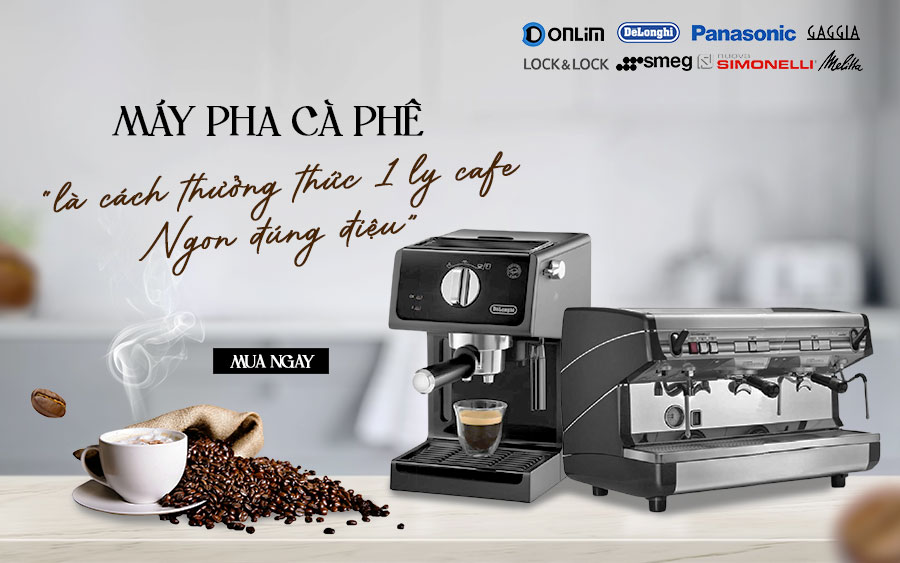 ONLIM DeLonghi Panasonic GAGGIA
LOCK&LOCK smeg nuova SIMONELLI Melitta
MÁY PHA CÀ PHÊ
"là cách thưởng thức 1 ly cafe
Ngon đúng điệu"
DeLonghi
MUA NGAY